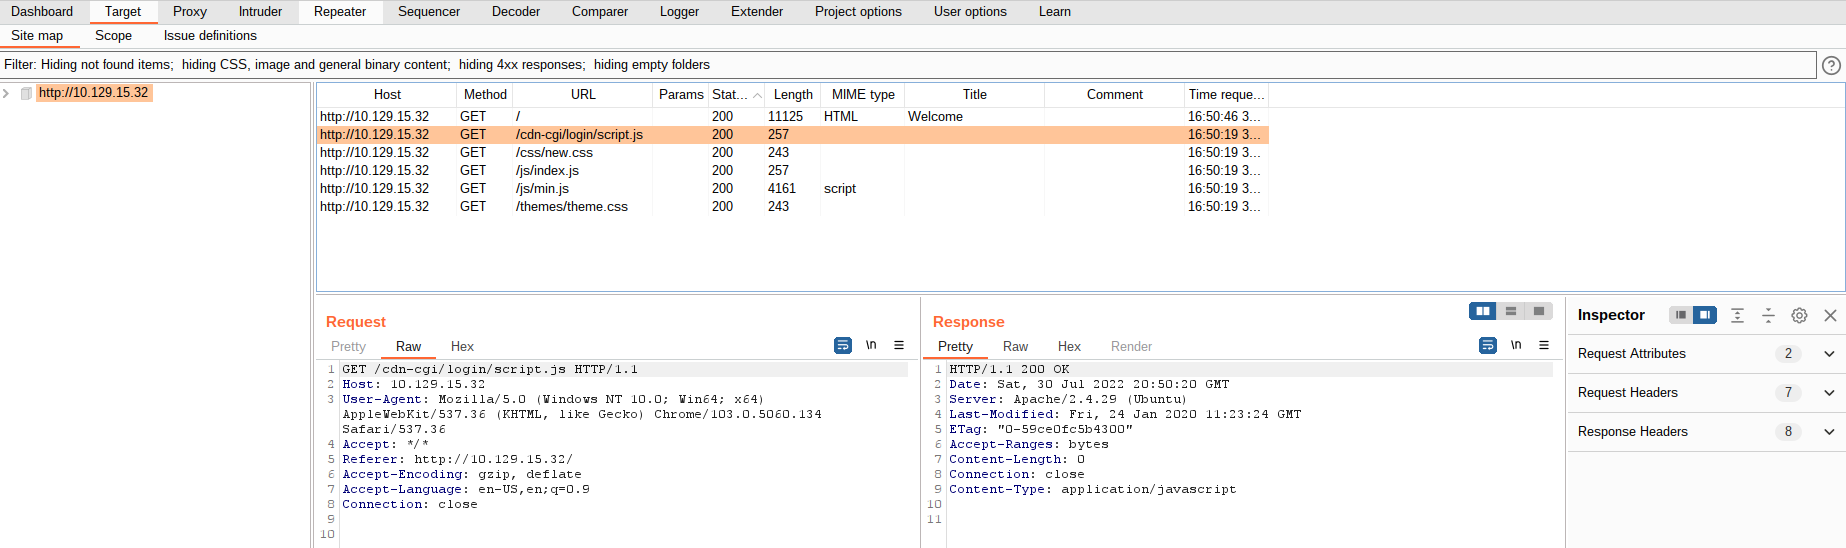 Dashboard Target Proxy Intruder Repeater Sequencer Decoder Comparer Logger Extender Project options User options Learn
Site map Scope Issue definitions
Filter: Hiding not found items; hiding CSS, image and general binary content; hiding 4xx responses; hiding empty folders ?
http://10.129.15.32
Host Method URL Params Stat... Length MIME type Title Comment Time reque...
http://10.129.15.32 GET / 200 11125 HTML Welcome 16:50:46 3...
http://10.129.15.32 GET /cdn-cgi/login/script.js 200 257 16:50:19 3...
http://10.129.15.32 GET /css/new.css 200 243 16:50:19 3...
http://10.129.15.32 GET /js/index.js 200 257 16:50:19 3...
http://10.129.15.32 GET /js/min.js 200 4161 script 16:50:19 3...
http://10.129.15.32 GET /themes/theme.css 200 243 16:50:19 3...
Request
Pretty Raw Hex \n
1 GET /cdn-cgi/login/script.js HTTP/1.1
2 Host: 10.129.15.32
3 User-Agent: Mozilla/5.0 (Windows NT 10.0; Win64; x64)
AppleWebKit/537.36 (KHTML, like Gecko) Chrome/103.0.5060.134
Safari/537.36
4 Accept: */*
5 Referer: http://10.129.15.32/
6 Accept-Encoding: gzip, deflate
7 Accept-Language: en-US,en;q=0.9
8 Connection: close
9
10
Response
Pretty Raw Hex Render \n
1 HTTP/1.1 200 OK
2 Date: Sat, 30 Jul 2022 20:50:20 GMT
3 Server: Apache/2.4.29 (Ubuntu)
4 Last-Modified: Fri, 24 Jan 2020 11:23:24 GMT
5 ETag: "0-59ce0fc5b4300"
6 Accept-Ranges: bytes
7 Content-Length: 0
8 Connection: close
9 Content-Type: application/javascript
10
11
Inspector
Request Attributes 2
Request Headers 7
Response Headers 8